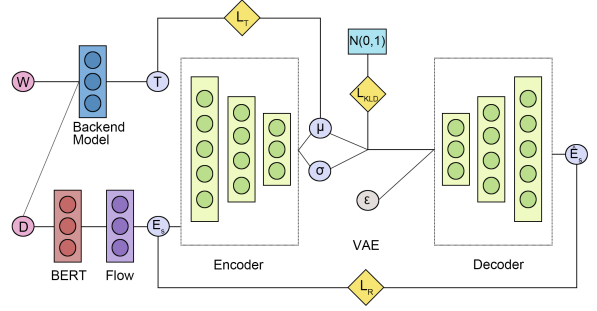 L_T
N(0,1)
W
T
L_KLD
Backend
Model
μ
σ
D
E_s
ε
Ê_s
BERT
Flow
Encoder
VAE
Decoder
L_R